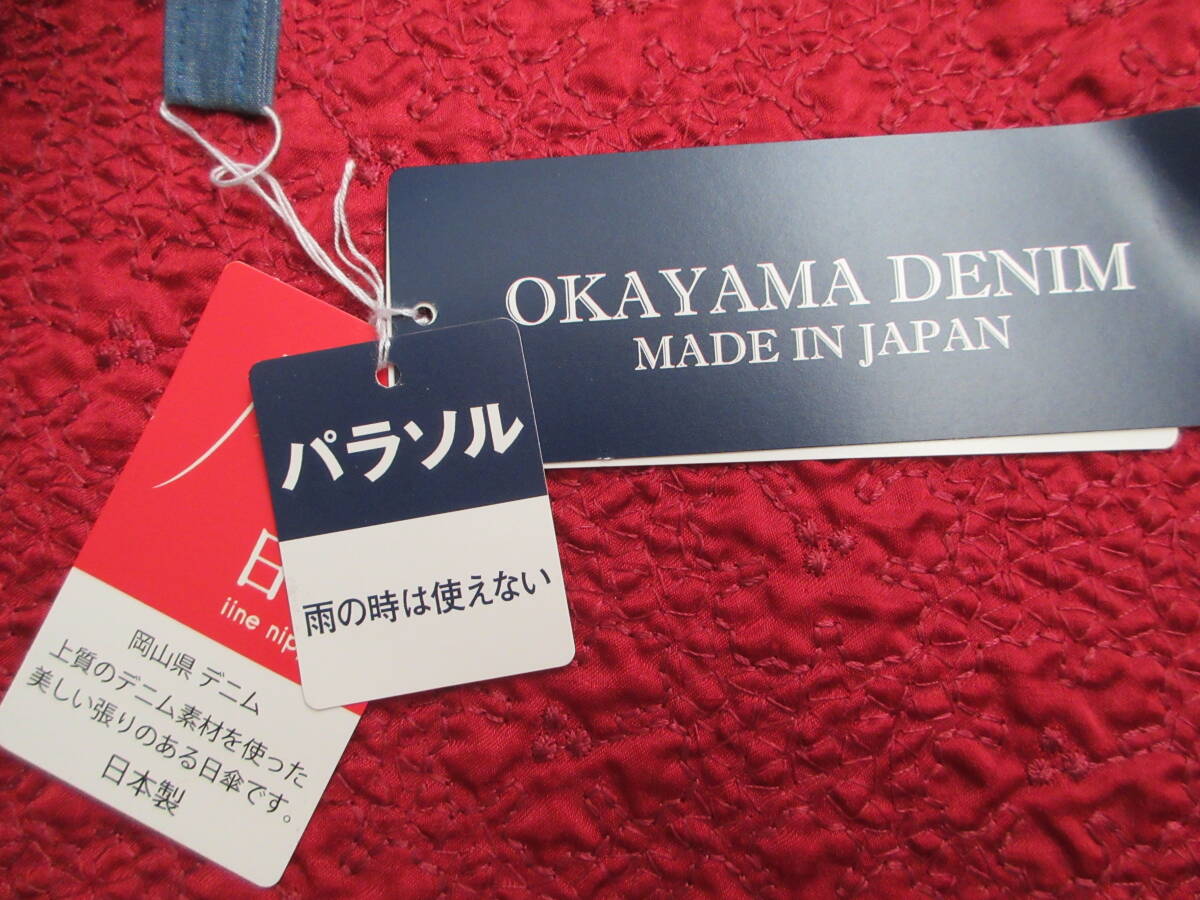 OKAYAMA DENIM
MADE IN JAPAN
パラソル
雨の時は使えない
iine
岡山県 デニム
上質のデニム素材を使った
美しい張りのある日傘です。
日本製